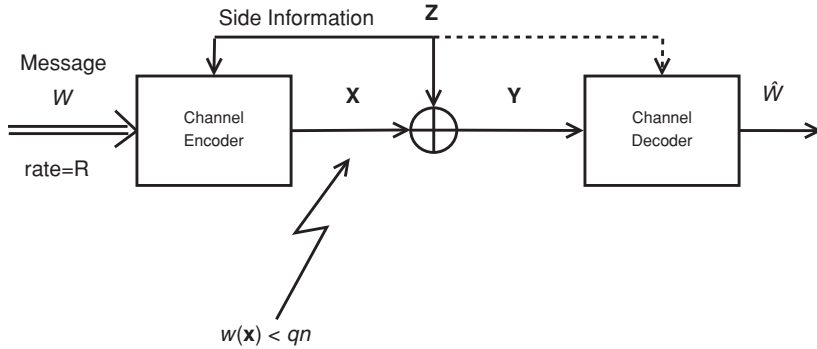 Side Information
Z
Message
W
rate=R
Channel
Encoder
X
Y
Channel
Decoder
Ŵ
w(x) < qn